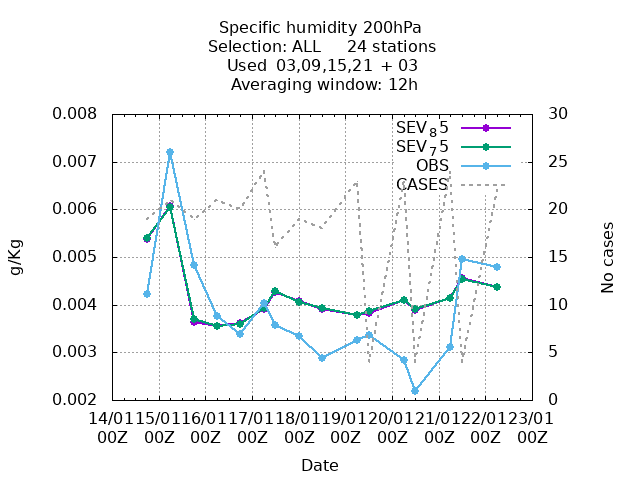 Specific humidity 200hPa
Selection: ALL 24 stations
Used 03,09,15,21 + 03
Averaging window: 12h
0.008
0.007
0.006
0.005
0.004
0.003
0.002
g/Kg
30
25
20
15
10
5
0
No cases
SEV_8 5
SEV_7 5
OBS
CASES
14/01 15/01 16/01 17/01 18/01 19/01 20/01 21/01 22/01 23/01
00Z 00Z 00Z 00Z 00Z 00Z 00Z 00Z 00Z 00Z
Date